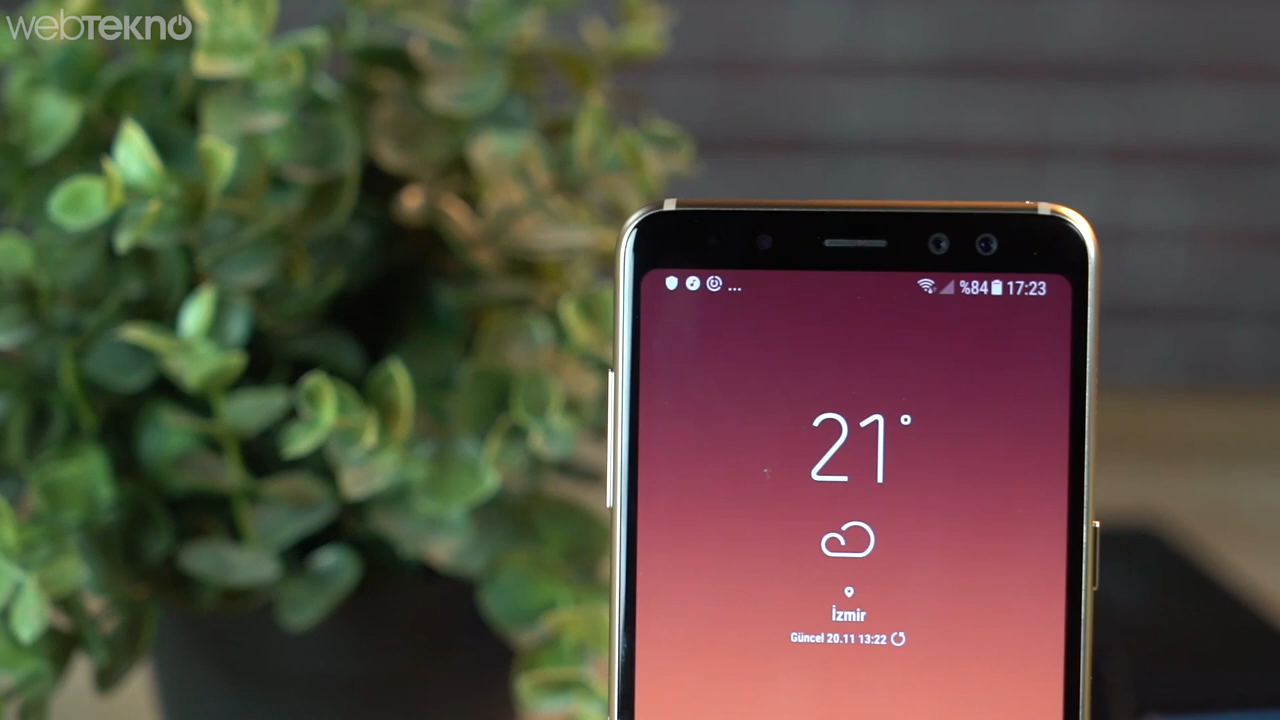 webtekno
... %84 17:23
21°
İzmir
Güncel 20.11 13:22